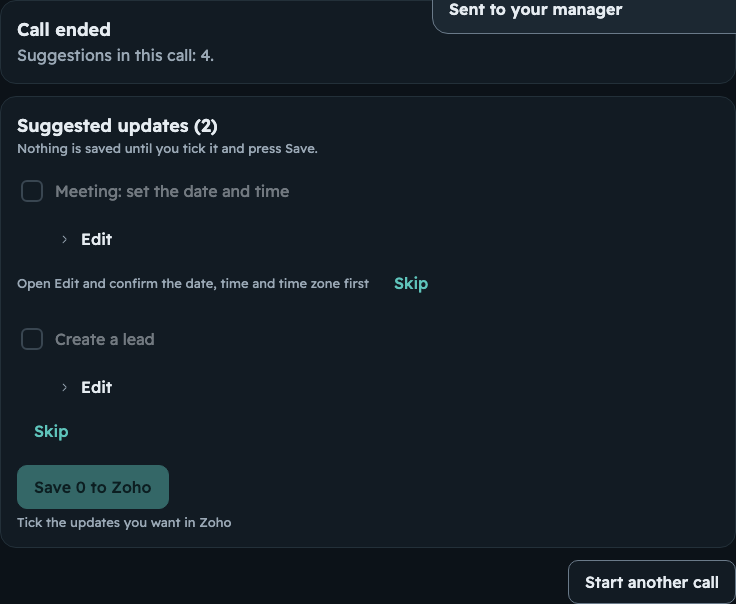 Sent to your manager
Call ended
Suggestions in this call: 4.
Suggested updates (2)
Nothing is saved until you tick it and press Save.
Meeting: set the date and time
Edit
Open Edit and confirm the date, time and time zone first
Skip
Create a lead
Edit
Skip
Save 0 to Zoho
Tick the updates you want in Zoho
Start another call